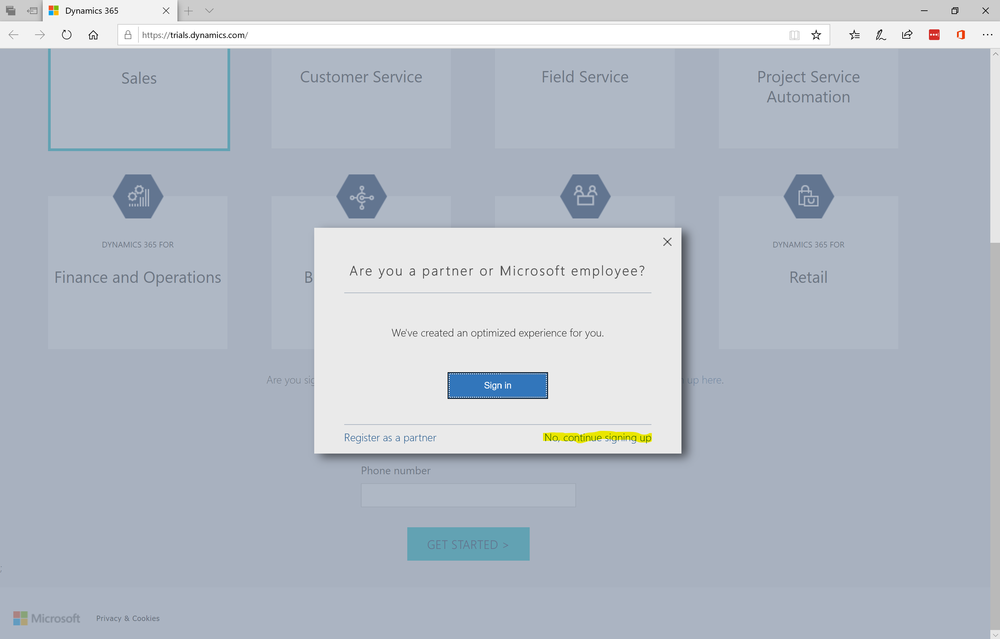 Dynamics 365
https://trials.dynamics.com/
Sales
Customer Service
Field Service
Project Service
Automation
DYNAMICS 365 FOR
DYNAMICS 365 FOR
Finance and Operations
B
Retail
Are you a partner or Microsoft employee?
We've created an optimized experience for you.
Are you sig
up here.
Sign in
Register as a partner
No, continue signing up
Phone number
GET STARTED >
;
Microsoft
Privacy & Cookies